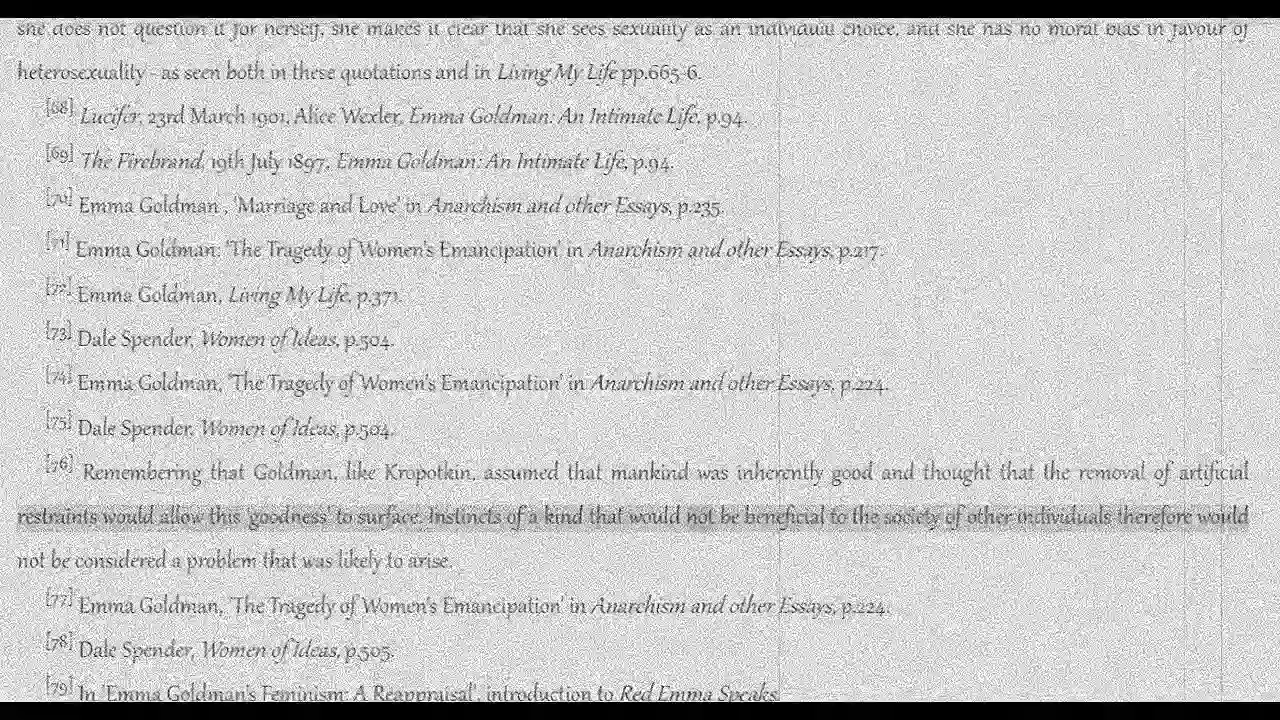 she does not question it for herself, she makes it clear that she sees sexuality as an individual choice, and she has no moral bias in favour of
heterosexuality - as seen both in these quotations and in Living My Life pp.665-6.
[68] Lucifer, 23rd March 1901, Alice Wexler, Emma Goldman: An Intimate Life, p.94.
[69] The Firebrand, 19th July 1897, Emma Goldman: An Intimate Life, p.94.
[70] Emma Goldman , 'Marriage and Love' in Anarchism and other Essays, p.235.
[71] Emma Goldman: 'The Tragedy of Women's Emancipation' in Anarchism and other Essays, p.217.
[72] Emma Goldman, Living My Life, p.371.
[73] Dale Spender, Women of Ideas, p.504.
[74] Emma Goldman, 'The Tragedy of Women's Emancipation' in Anarchism and other Essays, p.224.
[75] Dale Spender, Women of Ideas, p.504.
[76] Remembering that Goldman, like Kropotkin, assumed that mankind was inherently good and thought that the removal of artificial
restraints would allow this 'goodness' to surface. Instincts of a kind that would not be beneficial to the society of other individuals therefore would
not be considered a problem that was likely to arise.
[77] Emma Goldman, 'The Tragedy of Women's Emancipation' in Anarchism and other Essays, p.224.
[78] Dale Spender, Women of Ideas, p.505.
[79] In 'Emma Goldman's Feminism: A Reappraisal', introduction to Red Emma Speaks.